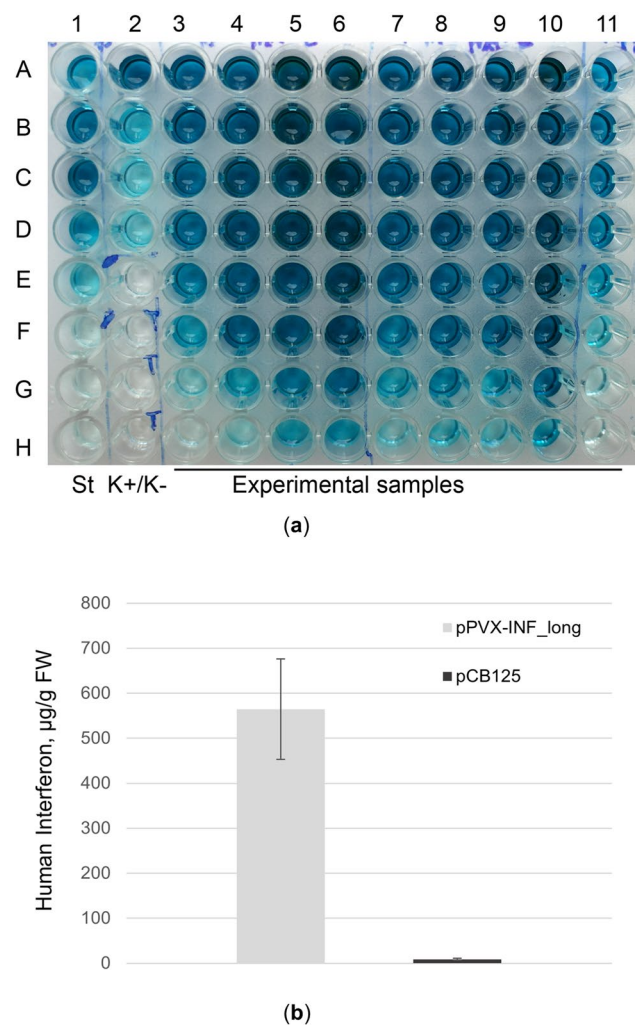 1 2 3 4 5 6 7 8 9 10 11
A
B
C
D
E
F
G
H
St K+/K- Experimental samples
(a)
800
700
600
500
400
300
200
100
0
Human Interferon, µg/g FW
pPVX-INF_long
pCB125
(b)